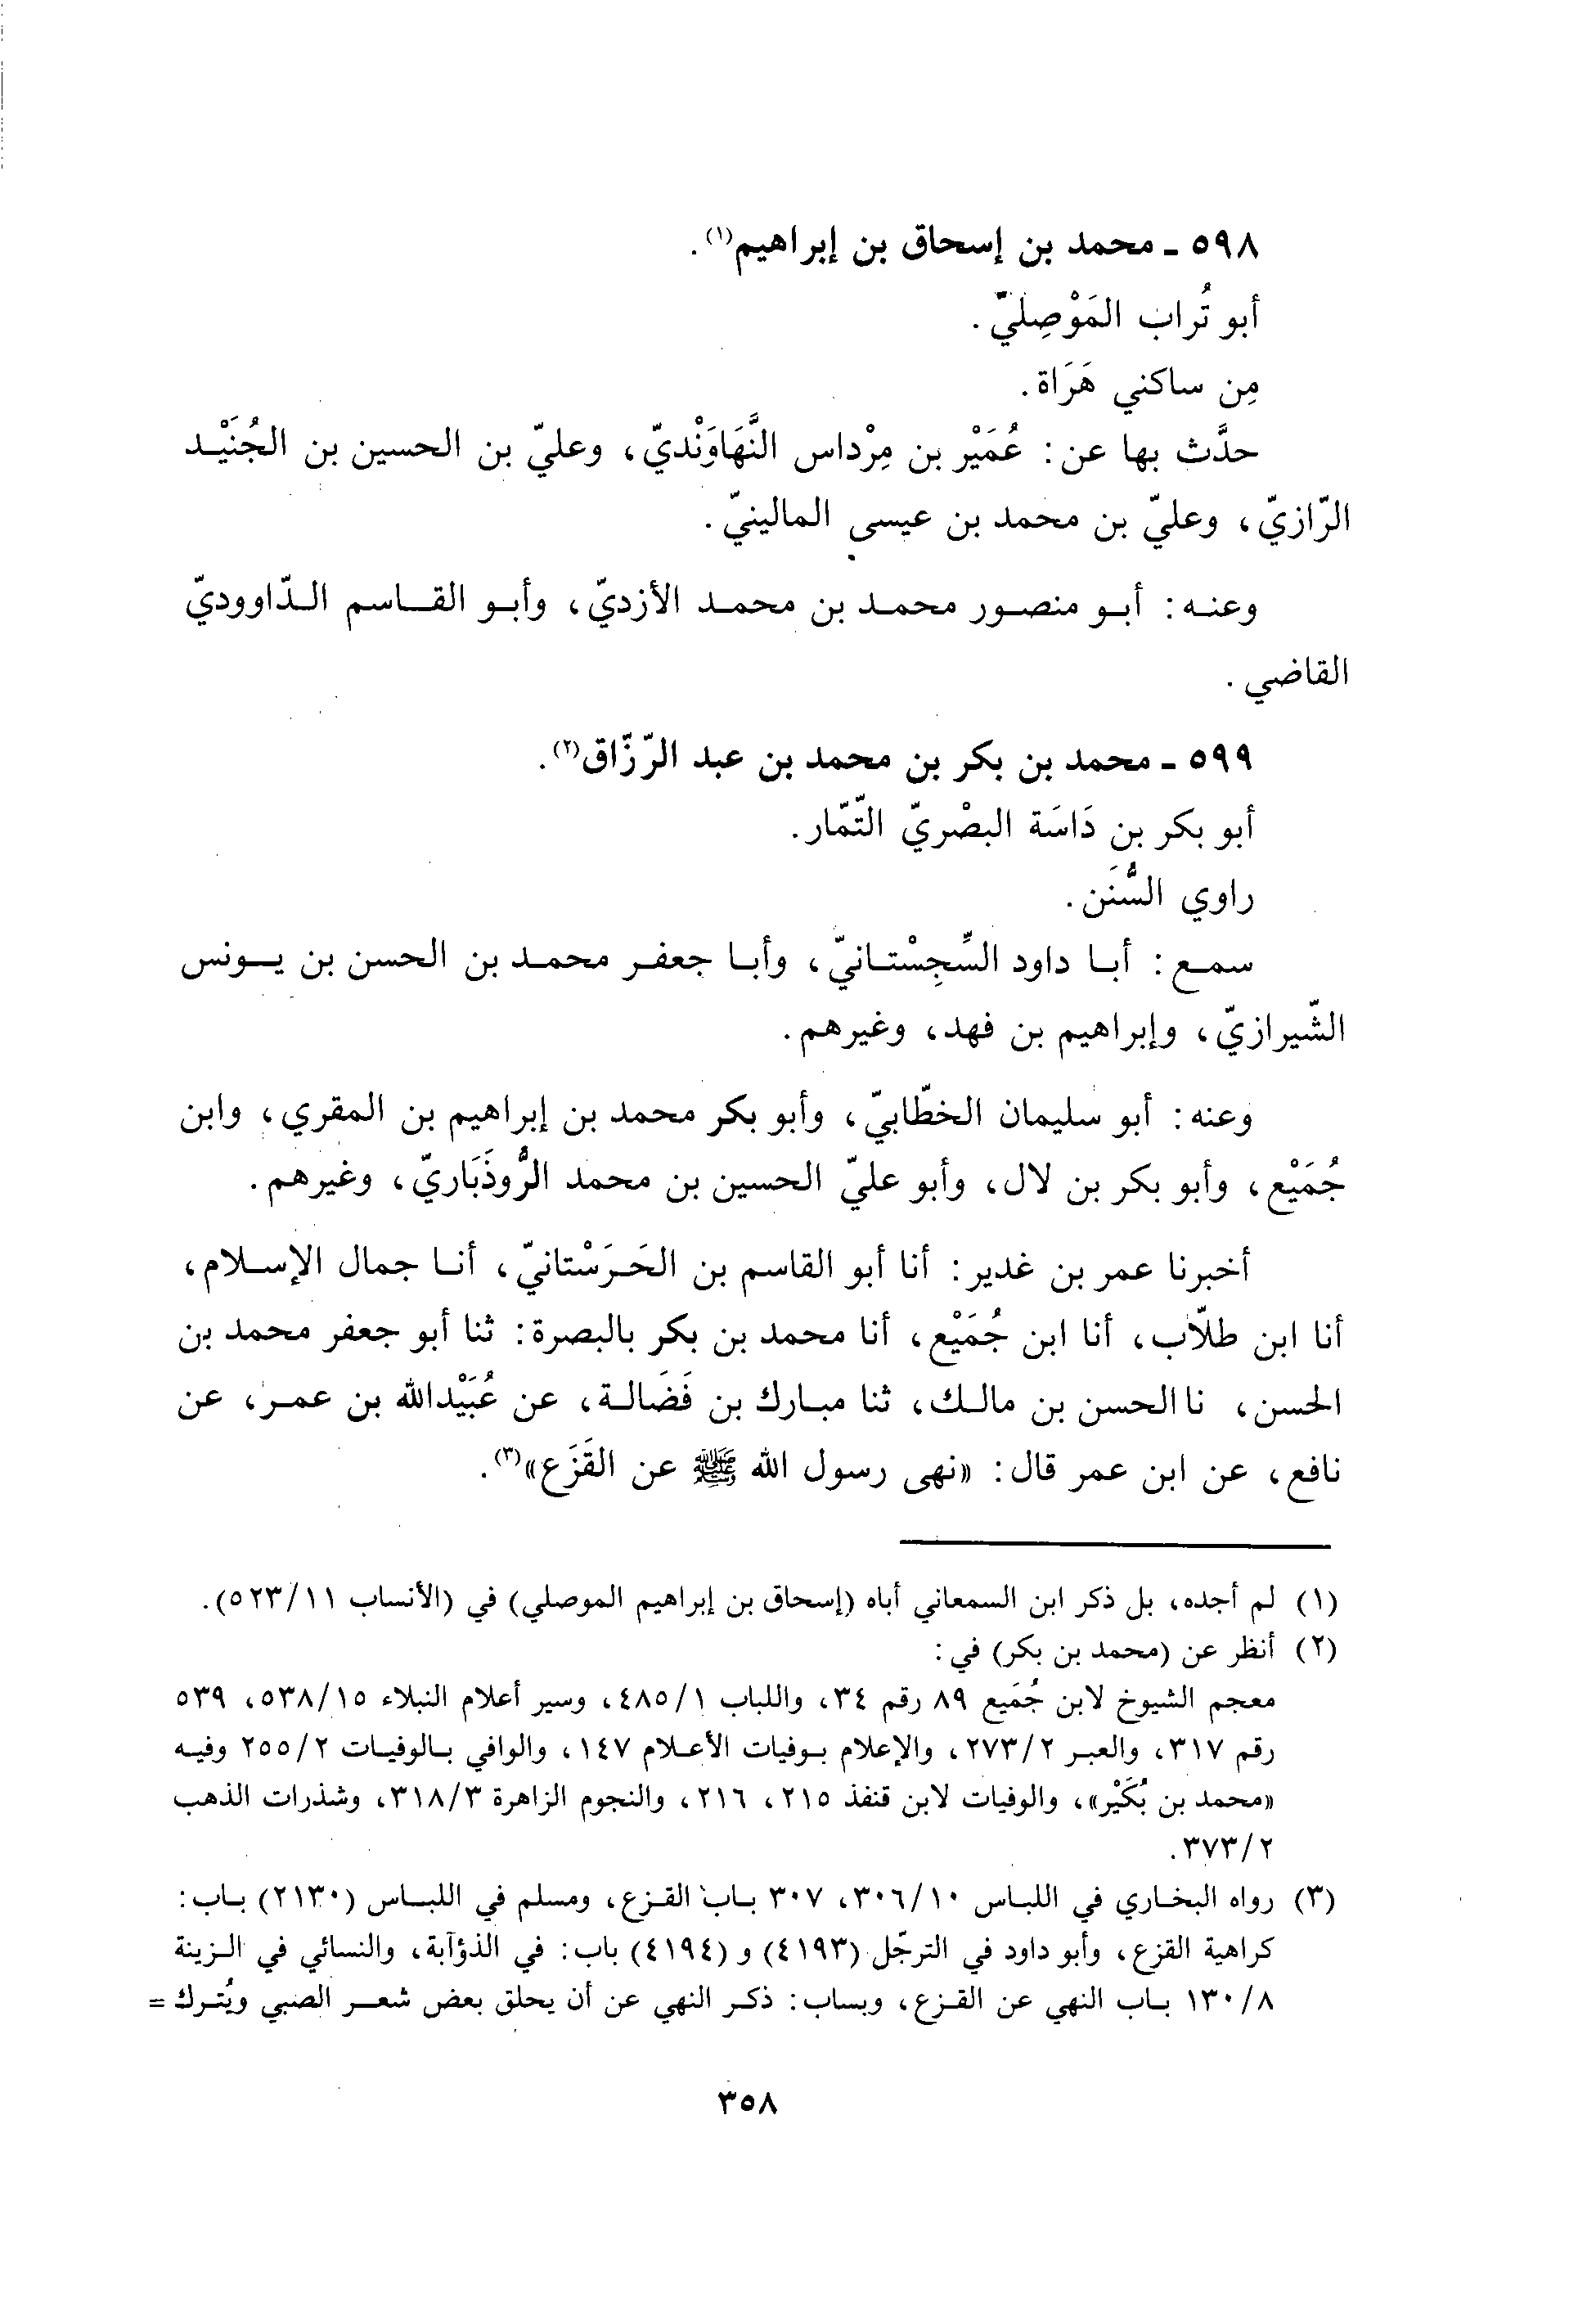 ٥٩٨ ـ محمد بن إسحاق بن إبراهيم(١).
أبو تُراب المَوْصِليّ.
مِن ساكني هَرَاة.
حدَّث بها عن: عُمَيْر بن مِرْداس النَّهَاوَنْديّ، وعليّ بن الحسين بن الجُنَيْد
الرّازيّ، وعليّ بن محمد بن عيسى المالينيّ.
وعنه: أبو منصور محمد بن محمد الأزديّ، وأبو القاسم الدّاووديّ
القاضي.
٥٩٩ ـ محمد بن بكر بن محمد بن عبد الرّزّاق(٢).
أبو بكر بن دَاسَة البصْريّ التّمّار.
راوي السُّنَن.
سمع: أبا داود السِّجِسْتانيّ، وأبا جعفر محمد بن الحسن بن يونس
الشّيرازيّ، وإبراهيم بن فهد، وغيرهم.
وعنه: أبو سليمان الخطّابيّ، وأبو بكر محمد بن إبراهيم بن المقري، وابن
جُمَيْع، وأبو بكر بن لال، وأبو عليّ الحسين بن محمد الرُّوذَبَاريّ، وغيرهم.
أخبرنا عمر بن غدير: أنا أبو القاسم بن الحَرَسْتانيّ، أنا جمال الإسلام،
أنا ابن طلّاب، أنا ابن جُمَيْع، أنا محمد بن بكر بالبصرة: ثنا أبو جعفر محمد بن
الحسن، نا الحسن بن مالك، ثنا مبارك بن فَضَالة، عن عُبَيْدالله بن عمر، عن
نافع، عن ابن عمر قال: «نهى رسول الله ﷺ عن القَزَع»(٣).
(١) لم أجده، بل ذكر ابن السمعاني أباه (إسحاق بن إبراهيم الموصلي) في (الأنساب ٥٢٣/١١).
(٢) أنظر عن (محمد بن بكر) في:
معجم الشيوخ لابن جُمَيع ٨٩ رقم ٣٤، واللباب ٤٨٥/١، وسير أعلام النبلاء ٥٣٨/١٥، ٥٣٩
رقم ٣١٧، والعبر ٢٧٣/٢، والإعلام بوفيات الأعلام ١٤٧، والوافي بالوفيات ٢٥٥/٢ وفيه
«محمد بن بُكَيْر»، والوفيات لابن قنفذ ٢١٥، ٢١٦، والنجوم الزاهرة ٣١٨/٣، وشذرات الذهب
٣٧٣/٢.
(٣) رواه البخاري في اللباس ٣٠٦/١٠، ٣٠٧ باب القزع، ومسلم في اللباس (٢١٣٠) باب:
كراهية القزع، وأبو داود في الترجّل (٤١٩٣) و (٤١٩٤) باب: في الذؤآبة، والنسائي في الزينة
١٣٠/٨ باب النهي عن القزع، وبساب: ذكر النهي عن أن يحلق بعض شعر الصبي ويُترك =
٣٥٨